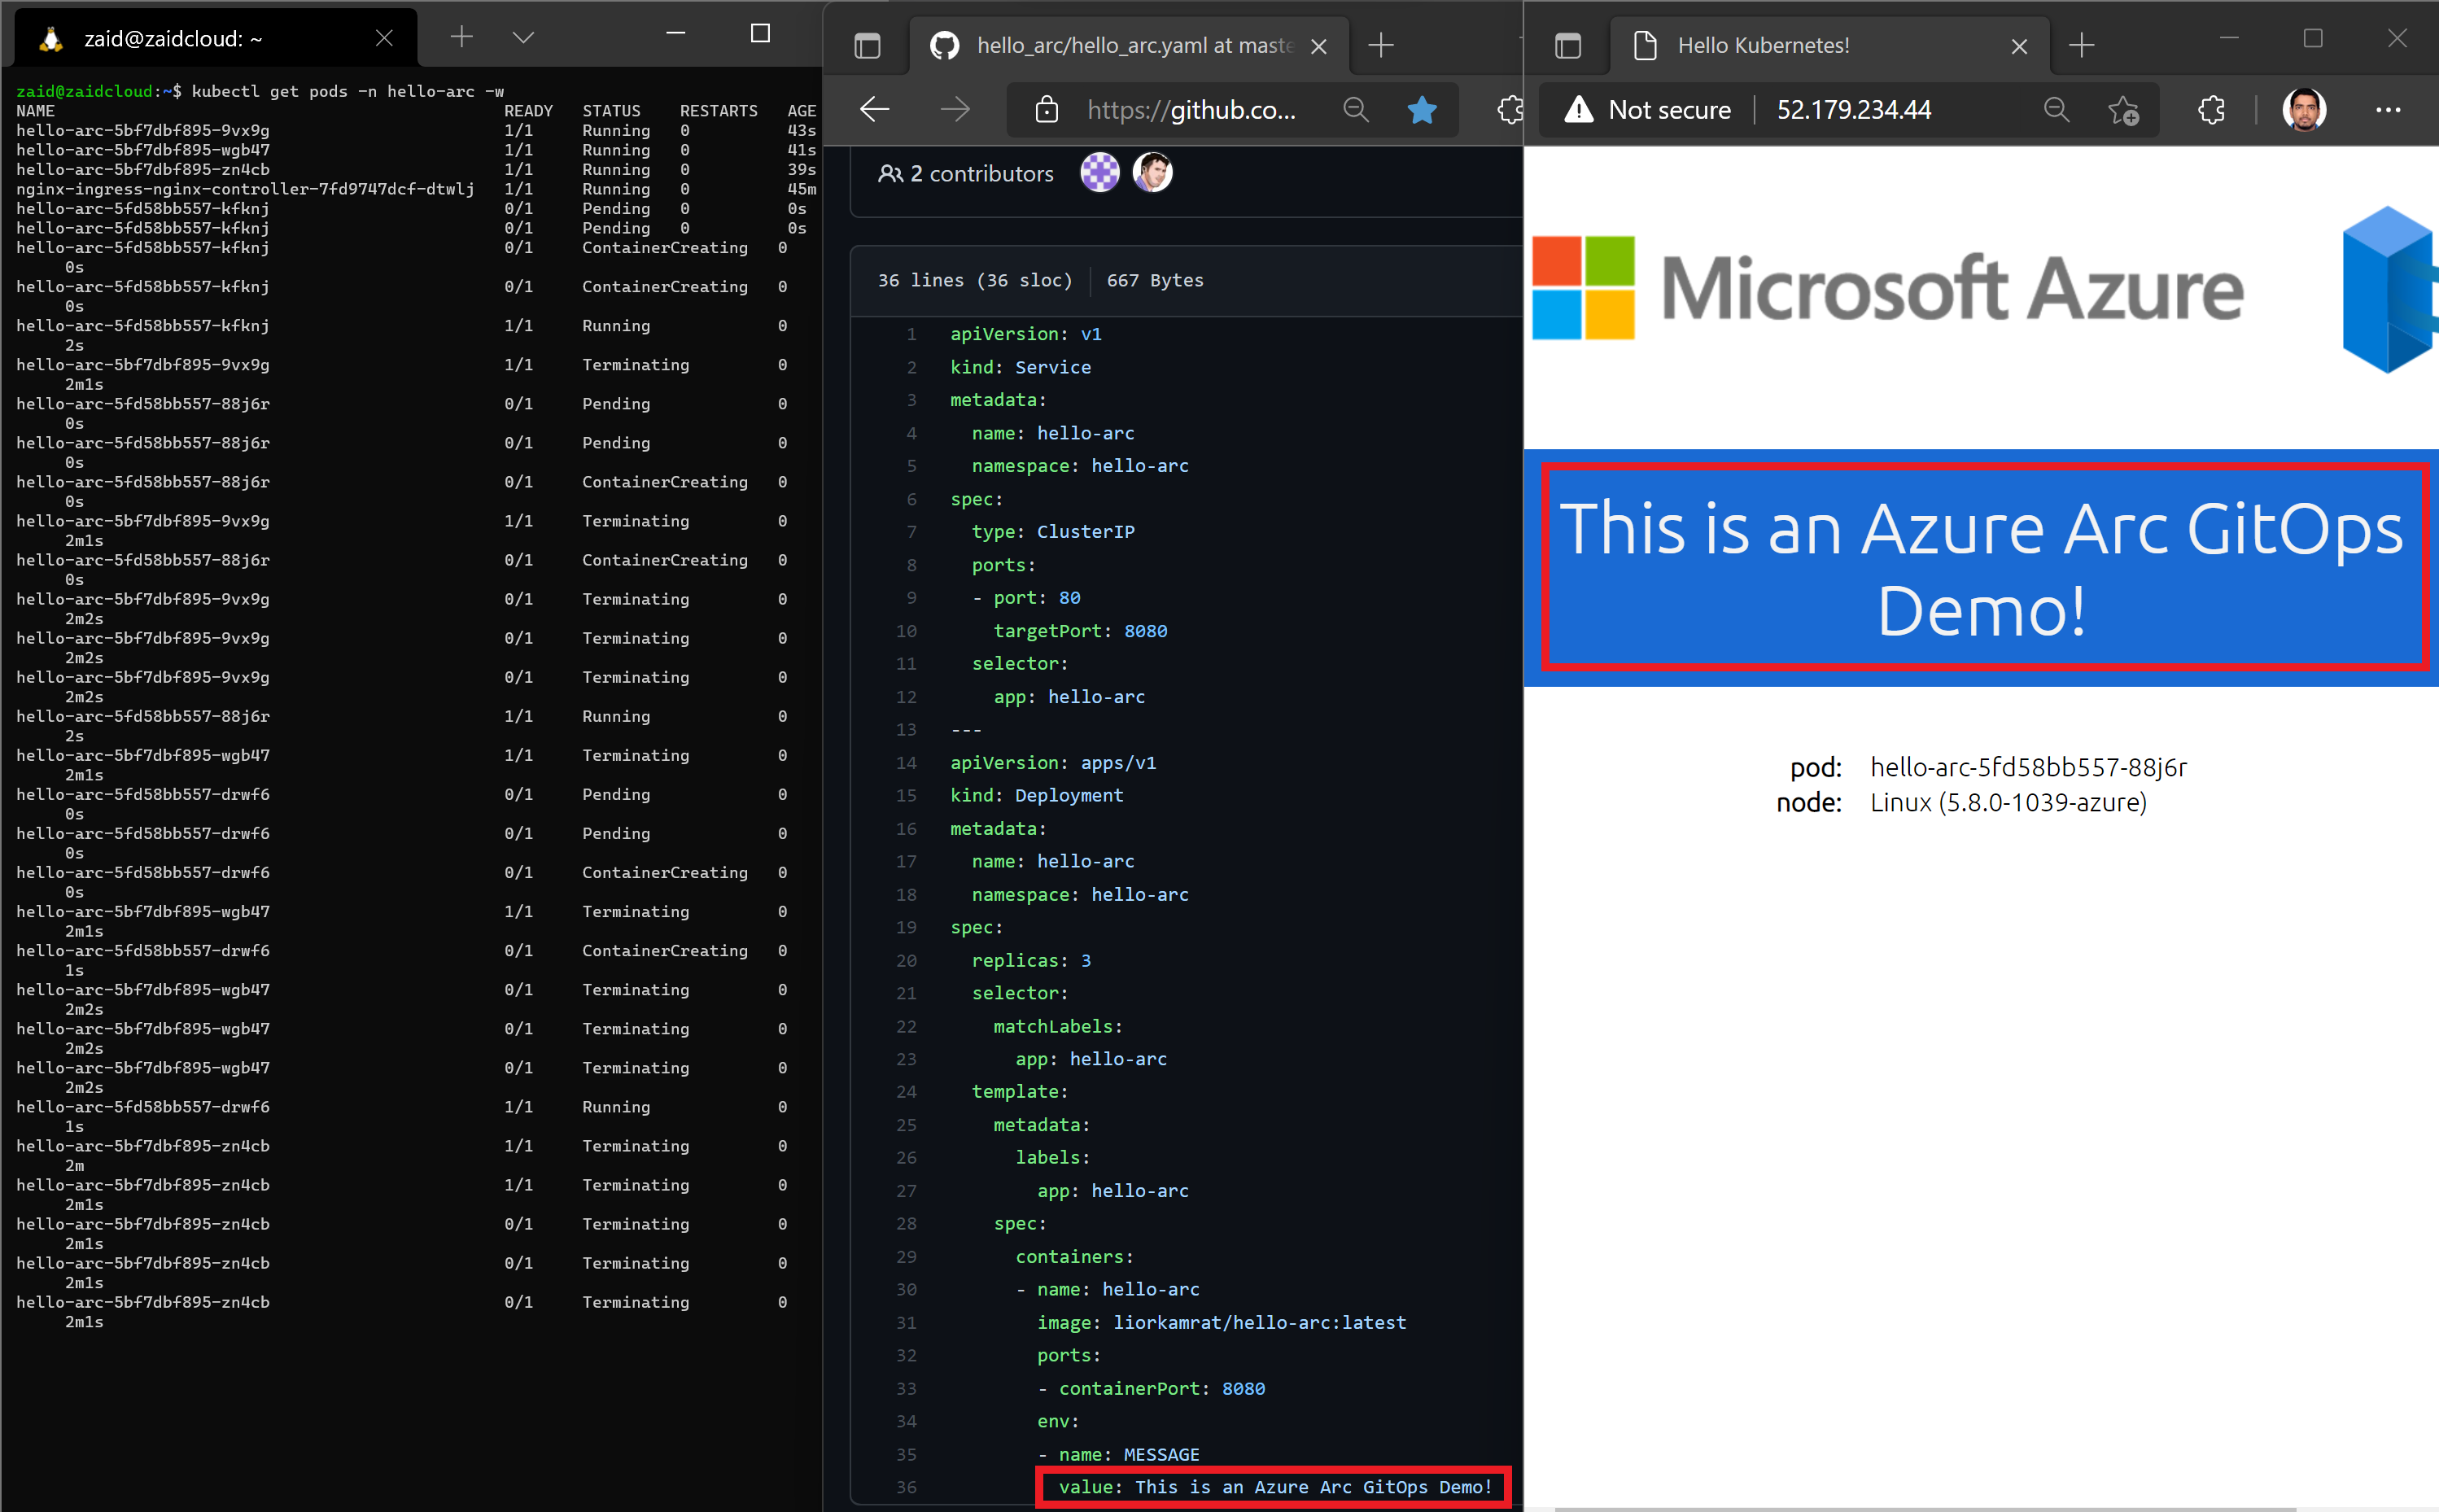 zaid@zaidcloud: ~
zaid@zaidcloud:~$ kubectl get pods -n hello-arc -w
NAME READY STATUS RESTARTS AGE
hello-arc-5bf7dbf895-9vx9g 1/1 Running 0 43s
hello-arc-5bf7dbf895-wgb47 1/1 Running 0 41s
hello-arc-5bf7dbf895-zn4cb 1/1 Running 0 39s
nginx-ingress-nginx-controller-7fd9747dcf-dtwlj 1/1 Running 0 45m
hello-arc-5fd58bb557-kfknj 0/1 Pending 0 0s
hello-arc-5fd58bb557-kfknj 0/1 Pending 0 0s
hello-arc-5fd58bb557-kfknj 0/1 ContainerCreating 0
0s
hello-arc-5fd58bb557-kfknj 0/1 ContainerCreating 0
0s
hello-arc-5fd58bb557-kfknj 1/1 Running 0
2s
hello-arc-5bf7dbf895-9vx9g 1/1 Terminating 0
2m1s
hello-arc-5fd58bb557-88j6r 0/1 Pending 0
0s
hello-arc-5fd58bb557-88j6r 0/1 Pending 0
0s
hello-arc-5fd58bb557-88j6r 0/1 ContainerCreating 0
0s
hello-arc-5bf7dbf895-9vx9g 1/1 Terminating 0
2m1s
hello-arc-5fd58bb557-88j6r 0/1 ContainerCreating 0
0s
hello-arc-5bf7dbf895-9vx9g 0/1 Terminating 0
2m2s
hello-arc-5bf7dbf895-9vx9g 0/1 Terminating 0
2m2s
hello-arc-5bf7dbf895-9vx9g 0/1 Terminating 0
2m2s
hello-arc-5fd58bb557-88j6r 1/1 Running 0
2s
hello-arc-5bf7dbf895-wgb47 1/1 Terminating 0
2m1s
hello-arc-5fd58bb557-drwf6 0/1 Pending 0
0s
hello-arc-5fd58bb557-drwf6 0/1 Pending 0
0s
hello-arc-5fd58bb557-drwf6 0/1 ContainerCreating 0
0s
hello-arc-5bf7dbf895-wgb47 1/1 Terminating 0
2m1s
hello-arc-5fd58bb557-drwf6 0/1 ContainerCreating 0
1s
hello-arc-5bf7dbf895-wgb47 0/1 Terminating 0
2m2s
hello-arc-5bf7dbf895-wgb47 0/1 Terminating 0
2m2s
hello-arc-5bf7dbf895-wgb47 0/1 Terminating 0
2m2s
hello-arc-5fd58bb557-drwf6 1/1 Running 0
1s
hello-arc-5bf7dbf895-zn4cb 1/1 Terminating 0
2m
hello-arc-5bf7dbf895-zn4cb 1/1 Terminating 0
2m1s
hello-arc-5bf7dbf895-zn4cb 0/1 Terminating 0
2m1s
hello-arc-5bf7dbf895-zn4cb 0/1 Terminating 0
2m1s
hello-arc-5bf7dbf895-zn4cb 0/1 Terminating 0
2m1s
hello_arc/hello_arc.yaml at maste
https://github.co...
2 contributors
36 lines (36 sloc) 667 Bytes
1 apiVersion: v1
2 kind: Service
3 metadata:
4 name: hello-arc
5 namespace: hello-arc
6 spec:
7 type: ClusterIP
8 ports:
9 - port: 80
10 targetPort: 8080
11 selector:
12 app: hello-arc
13 ---
14 apiVersion: apps/v1
15 kind: Deployment
16 metadata:
17 name: hello-arc
18 namespace: hello-arc
19 spec:
20 replicas: 3
21 selector:
22 matchLabels:
23 app: hello-arc
24 template:
25 metadata:
26 labels:
27 app: hello-arc
28 spec:
29 containers:
30 - name: hello-arc
31 image: liorkamrat/hello-arc:latest
32 ports:
33 - containerPort: 8080
34 env:
35 - name: MESSAGE
36 value: This is an Azure Arc GitOps Demo!
Hello Kubernetes!
Not secure 52.179.234.44
Microsoft Azure
This is an Azure Arc GitOps
Demo!
pod: hello-arc-5fd58bb557-88j6r
node: Linux (5.8.0-1039-azure)